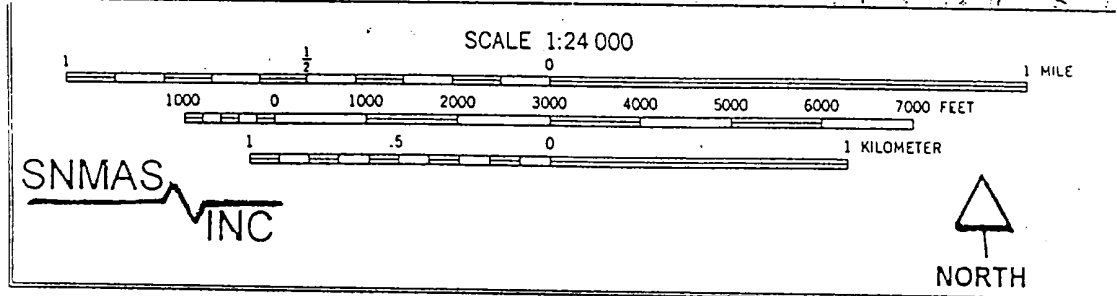 SCALE 1:24 000
1 ½ 0 1 MILE
1000 0 1000 2000 3000 4000 5000 6000 7000 FEET
1 .5 0 1 KILOMETER
SNMAS
INC
NORTH